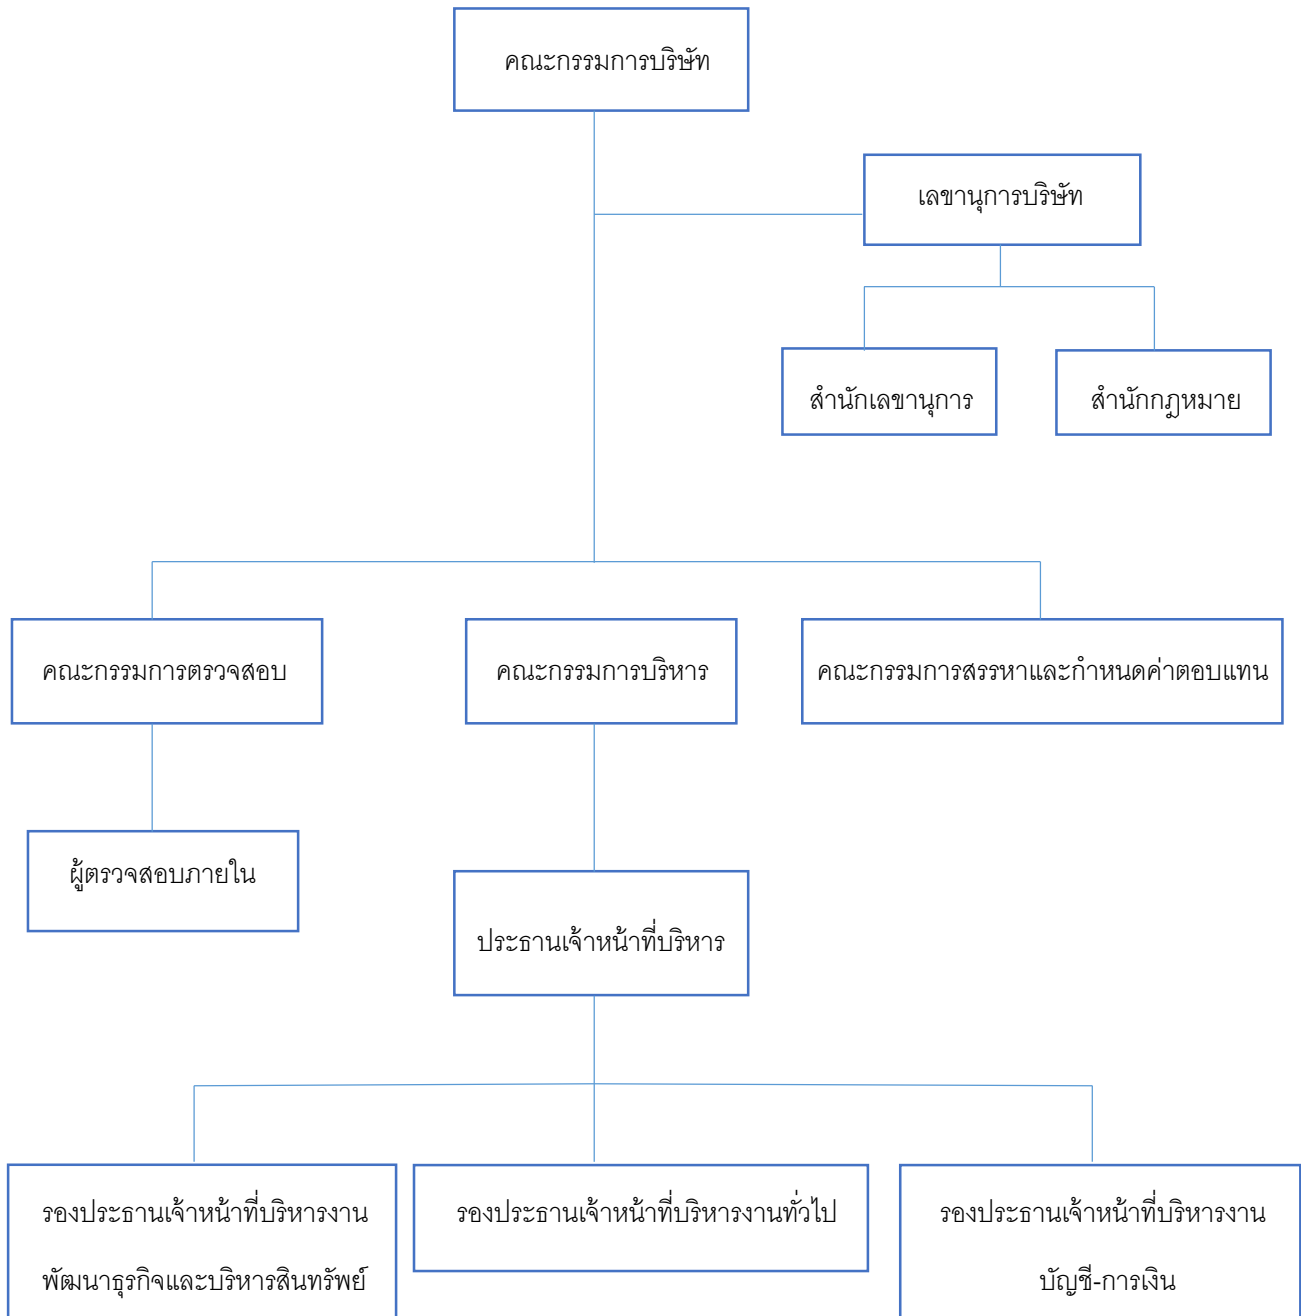 คณะกรรมการบริษัท
เลขานุการบริษัท
สำนักเลขานุการ
สำนักกฎหมาย
คณะกรรมการตรวจสอบ
คณะกรรมการบริหาร
คณะกรรมการสรรหาและกำหนดค่าตอบแทน
ผู้ตรวจสอบภายใน
ประธานเจ้าหน้าที่บริหาร
รองประธานเจ้าหน้าที่บริหารงาน
พัฒนาธุรกิจและบริหารสินทรัพย์
รองประธานเจ้าหน้าที่บริหารงานทั่วไป
รองประธานเจ้าหน้าที่บริหารงาน
บัญชี-การเงิน